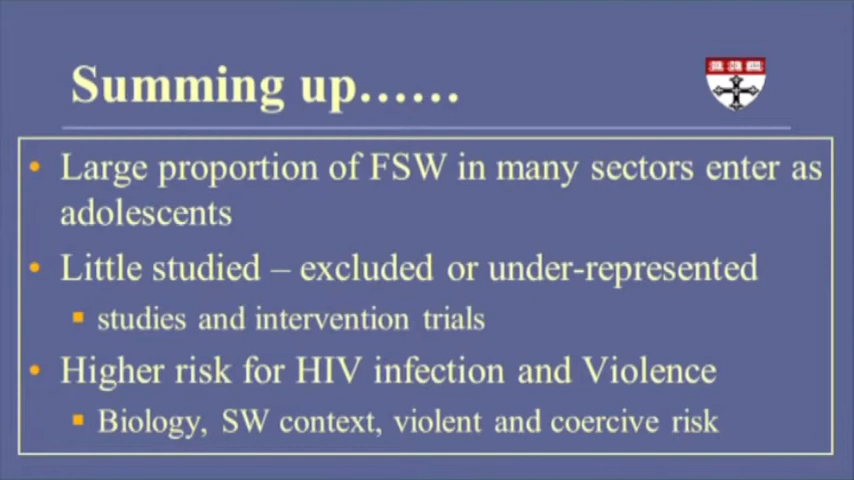 Summing up……
• Large proportion of FSW in many sectors enter as
adolescents
• Little studied – excluded or under-represented
▪ studies and intervention trials
• Higher risk for HIV infection and Violence
▪ Biology, SW context, violent and coercive risk